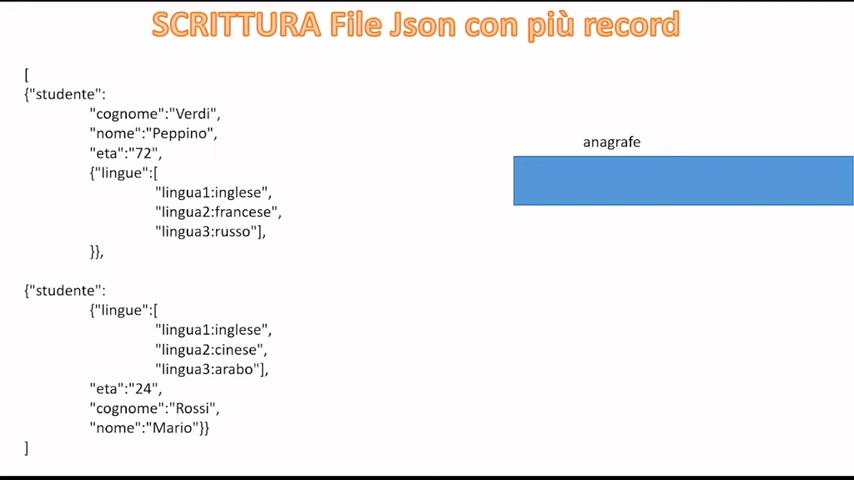 SCRITTURA File Json con più record
[
{"studente":
"cognome":"Verdi",
"nome":"Peppino",
"eta":"72",
{"lingue":[
"lingua1:inglese",
"lingua2:francese",
"lingua3:russo"],
}},
{"studente":
{"lingue":[
"lingua1:inglese",
"lingua2:cinese",
"lingua3:arabo"],
"eta":"24",
"cognome":"Rossi",
"nome":"Mario"}}
]
anagrafe